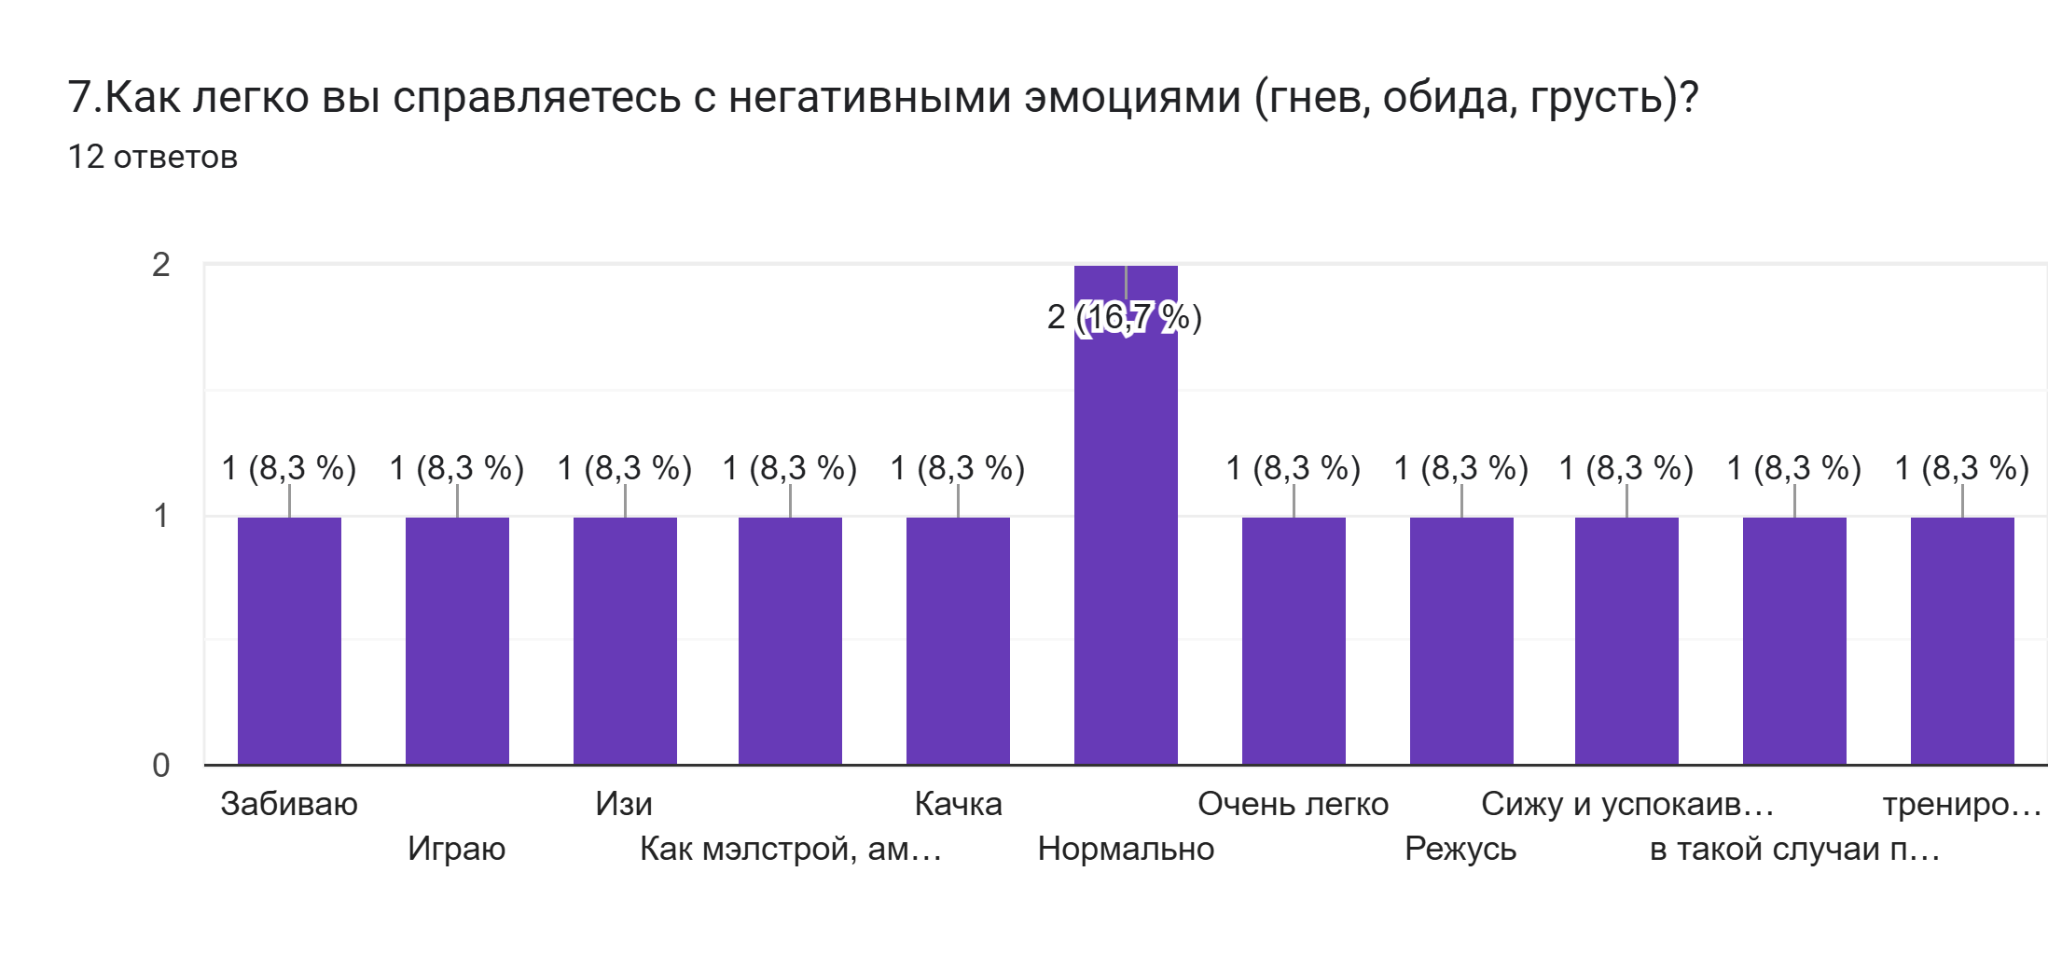 7.Как легко вы справляетесь с негативными эмоциями (гнев, обида, грусть)?
12 ответов
2
2 (16,7 %)
1 (8,3 %) 1 (8,3 %) 1 (8,3 %) 1 (8,3 %) 1 (8,3 %) 1 (8,3 %) 1 (8,3 %) 1 (8,3 %) 1 (8,3 %) 1 (8,3 %)
1
0
Забиваю Изи Качка Очень легко Сижу и успокаив… трениро…
Играю Как мэлстрой, ам… Нормально Режусь в такой случаи п…